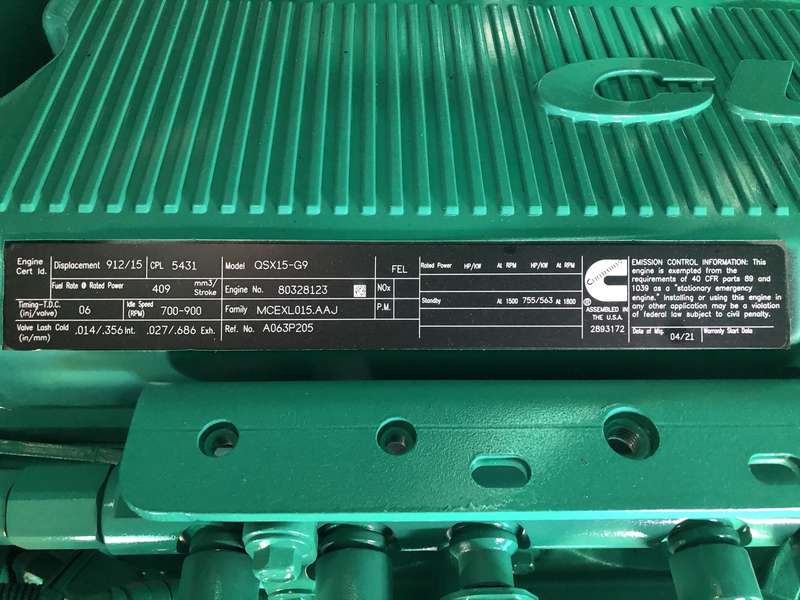 CU
Engine Cert Id. Displacement 912/15 CPL 5431 Model QSX15-G9 FEL
Fuel Rate @ Rated Power 409 mm3/Stroke Engine No. 80328123 NOx
Timing-T.D.C. (inj/valve) 06 Idle Speed (RPM) 700-900 Family MCEXL015.AAJ P.M.
Valve Lash Cold (in/mm) .014/.356 Int. .027/.686 Exh. Ref. No. A063P205
Rated Power HP/KW At RPM HP/KW At RPM
Standby At 1500 755/563 At 1800
Cummins
ASSEMBLED IN
THE U.S.A.
2893172
EMISSION CONTROL INFORMATION: This
engine is exempted from the
requirements of 40 CFR parts 89 and
1039 as a "stationary emergency
engine." Installing or using this engine in
any other application may be a violation
of federal law subject to civil penalty.
Date of Mfg. 04/21 Warranty Start Date